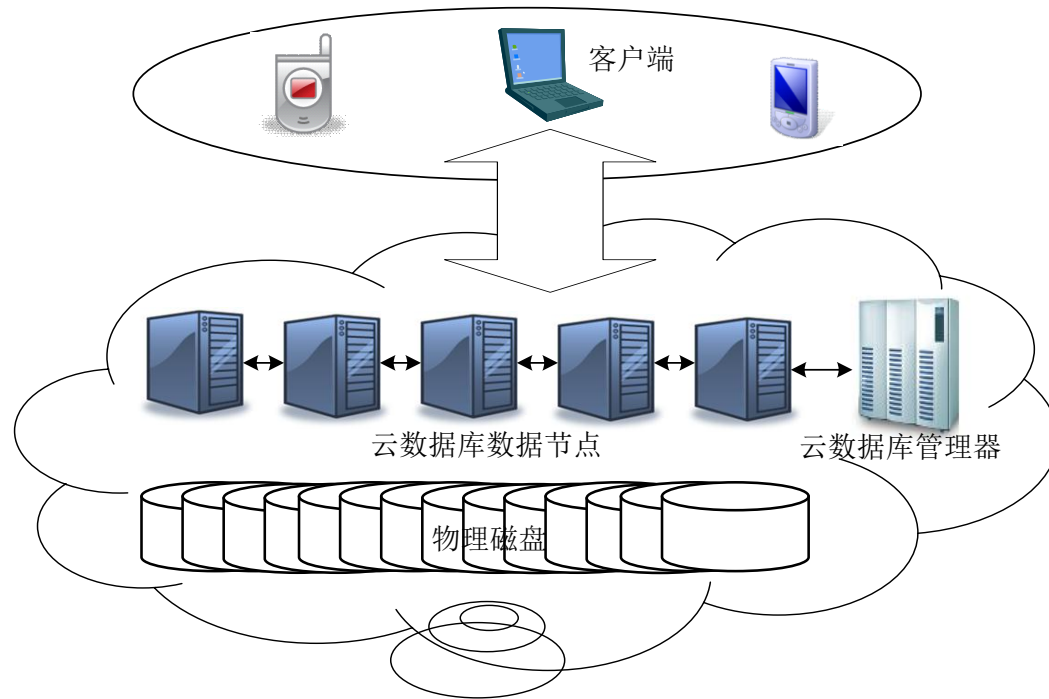 客户端
云数据库数据节点
云数据库管理器
物理磁盘